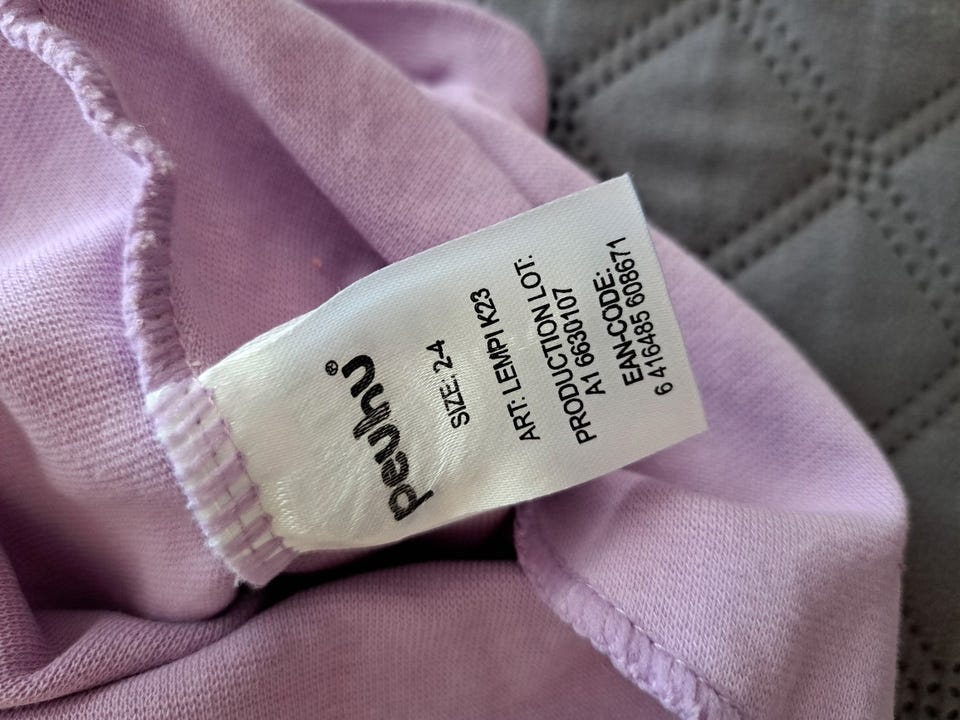 peuhu®
SIZE: 2-4
ART: LEMPI K23
PRODUCTION LOT:
A1 6630107
EAN-CODE:
6 416485 608671